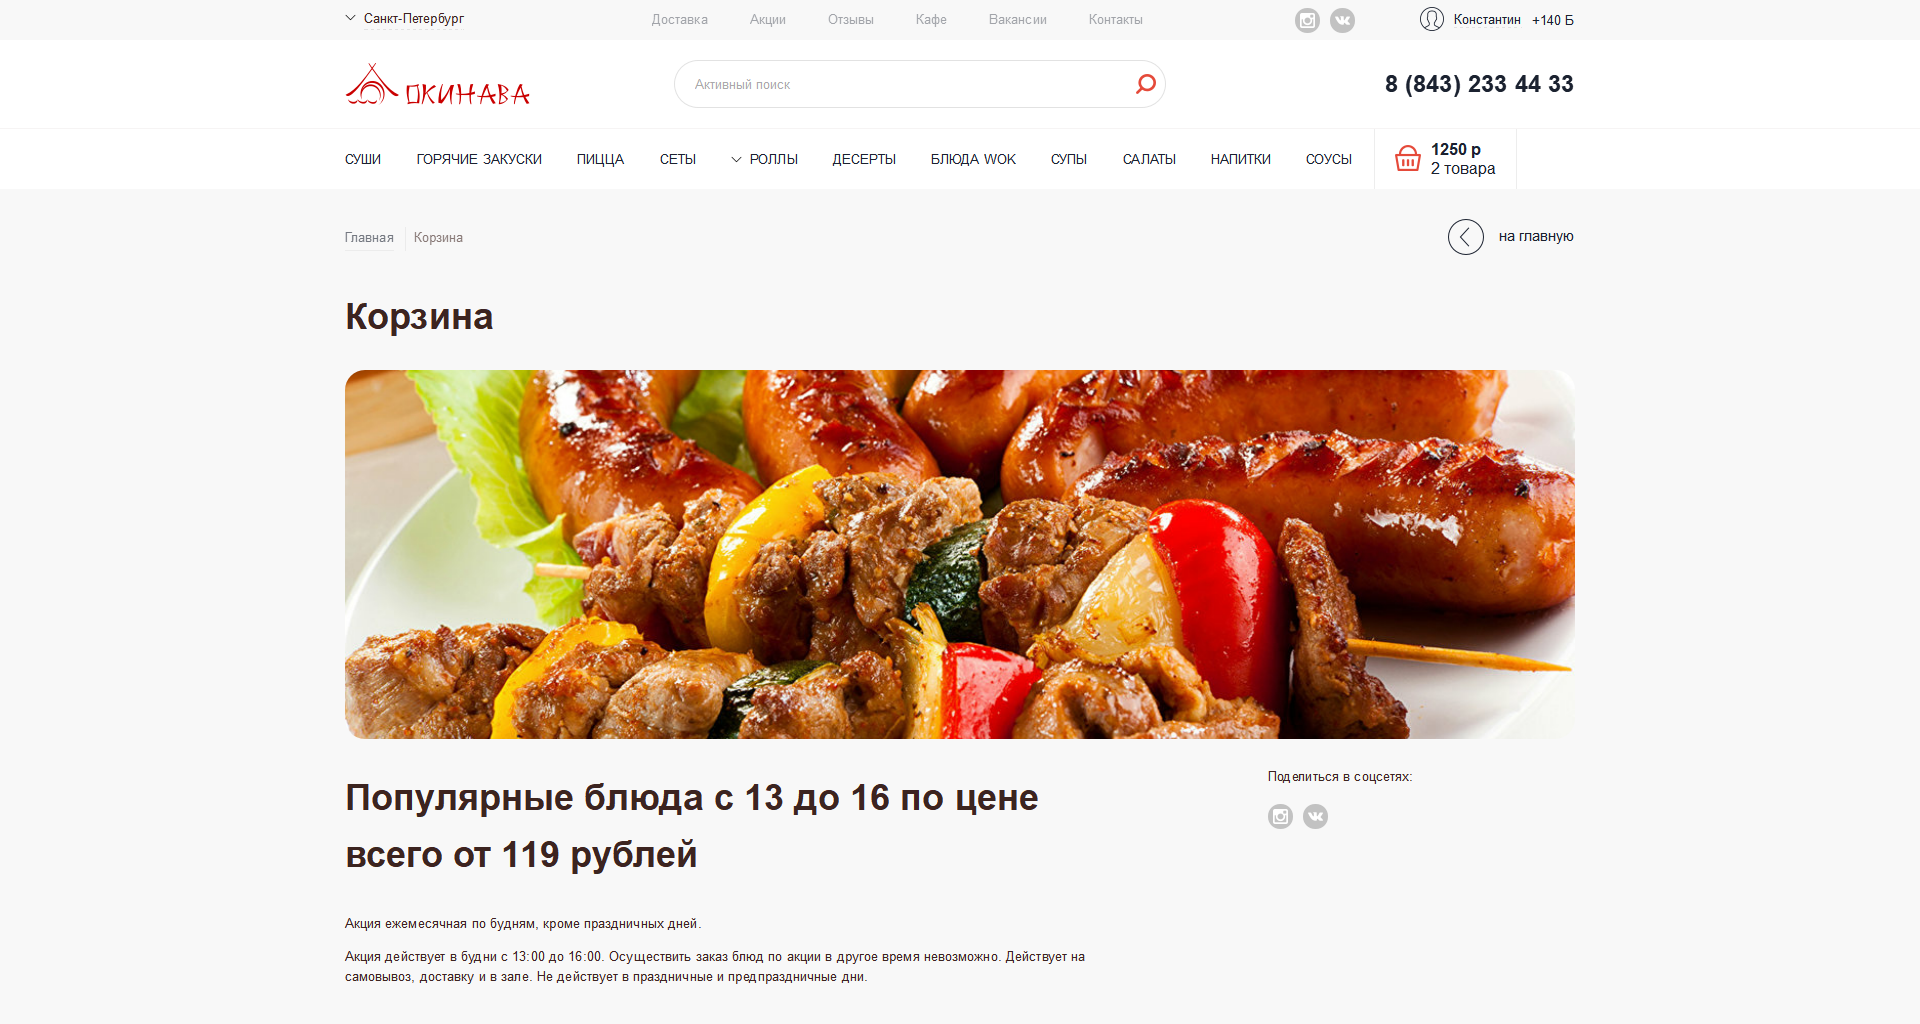 Санкт-Петербург
Доставка
Акции
Отзывы
Кафе
Вакансии
Контакты
Константин
+140 Б
ОКИНАВА
Активный поиск
8 (843) 233 44 33
СУШИ
ГОРЯЧИЕ ЗАКУСКИ
ПИЦЦА
СЕТЫ
РОЛЛЫ
ДЕСЕРТЫ
БЛЮДА WOK
СУПЫ
САЛАТЫ
НАПИТКИ
СОУСЫ
1250 р
2 товара
Главная
Корзина
на главную
Корзина
Популярные блюда с 13 до 16 по цене
всего от 119 рублей
Поделиться в соцсетях:
Акция ежемесячная по будням, кроме праздничных дней.
Акция действует в будни с 13:00 до 16:00. Осуществить заказ блюд по акции в другое время невозможно. Действует на
самовывоз, доставку и в зале. Не действует в праздничные и предпраздничные дни.